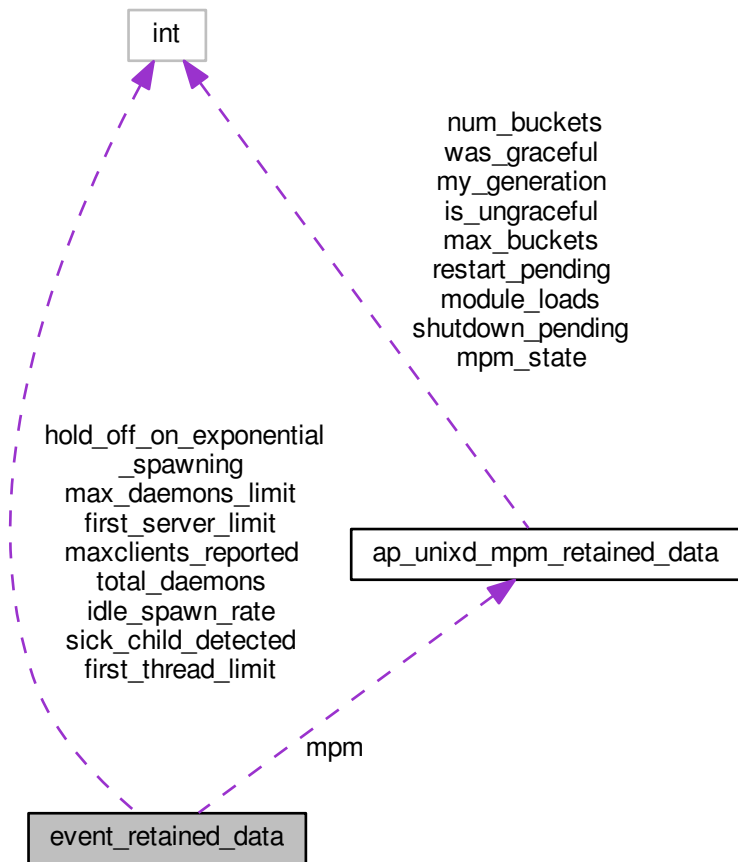 int
num_buckets
was_graceful
my_generation
is_ungraceful
max_buckets
restart_pending
module_loads
shutdown_pending
mpm_state
hold_off_on_exponential
_spawning
max_daemons_limit
first_server_limit
maxclients_reported
total_daemons
idle_spawn_rate
sick_child_detected
first_thread_limit
ap_unixd_mpm_retained_data
mpm
event_retained_data